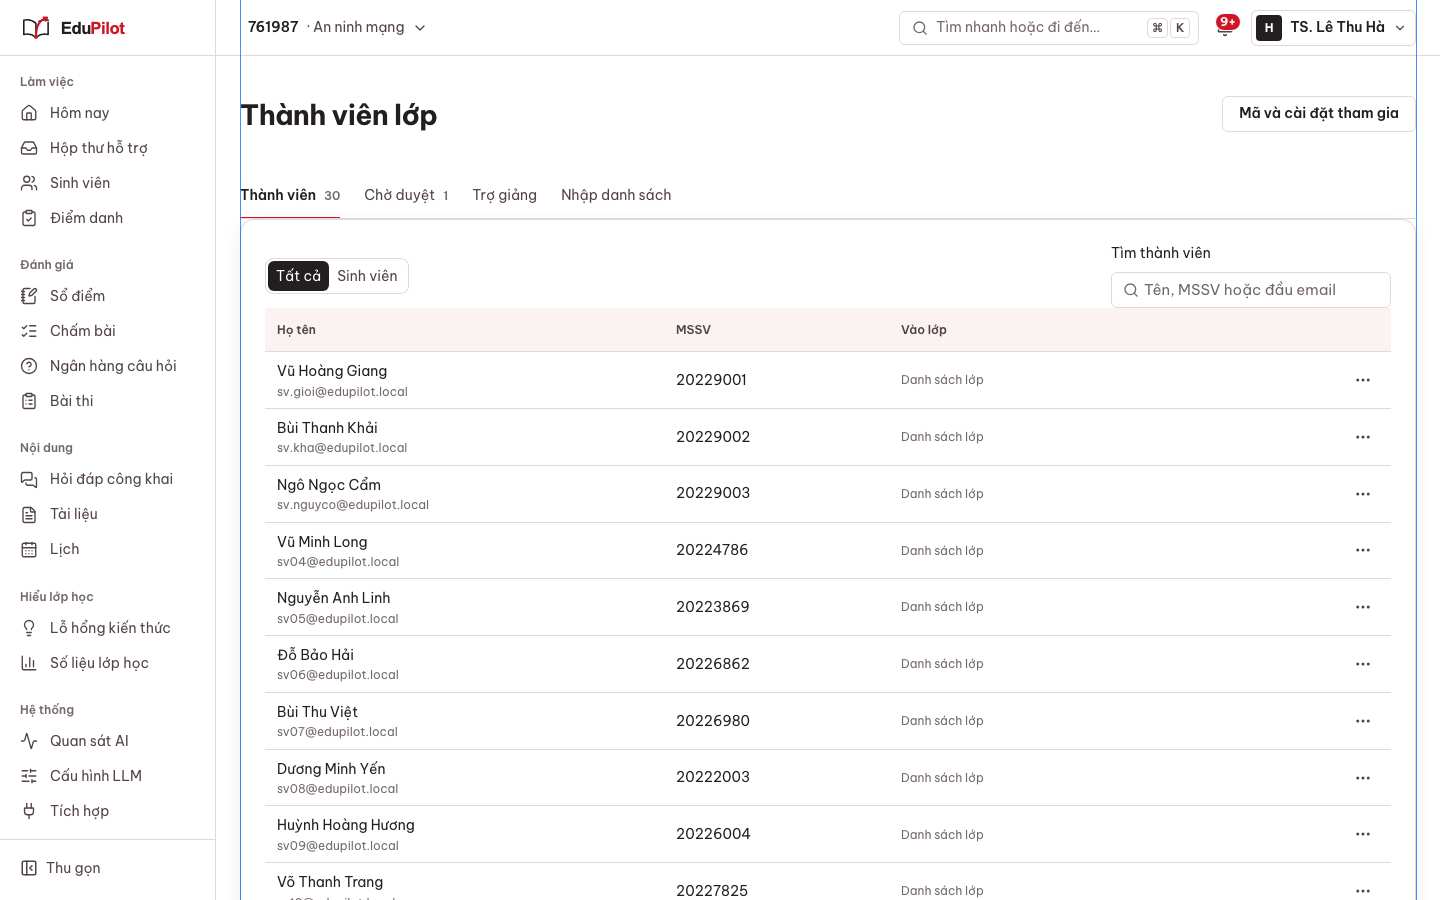 EduPilot
761987 · An ninh mạng
Tìm nhanh hoặc đi đến...
⌘ K
9+
H
TS. Lê Thu Hà
Làm việc
Hôm nay
Hộp thư hỗ trợ
Sinh viên
Điểm danh
Đánh giá
Sổ điểm
Chấm bài
Ngân hàng câu hỏi
Bài thi
Nội dung
Hỏi đáp công khai
Tài liệu
Lịch
Hiểu lớp học
Lỗ hổng kiến thức
Số liệu lớp học
Hệ thống
Quan sát AI
Cấu hình LLM
Tích hợp
Thu gọn
Thành viên lớp
Mã và cài đặt tham gia
Thành viên 30
Chờ duyệt 1
Trợ giảng
Nhập danh sách
Tất cả
Sinh viên
Tìm thành viên
Tên, MSSV hoặc đầu email
Họ tên MSSV Vào lớp
Vũ Hoàng Giang
sv.gioi@edupilot.local
20229001
Danh sách lớp
Bùi Thanh Khải
sv.kha@edupilot.local
20229002
Danh sách lớp
Ngô Ngọc Cẩm
sv.nguyco@edupilot.local
20229003
Danh sách lớp
Vũ Minh Long
sv04@edupilot.local
20224786
Danh sách lớp
Nguyễn Anh Linh
sv05@edupilot.local
20223869
Danh sách lớp
Đỗ Bảo Hải
sv06@edupilot.local
20226862
Danh sách lớp
Bùi Thu Việt
sv07@edupilot.local
20226980
Danh sách lớp
Dương Minh Yến
sv08@edupilot.local
20222003
Danh sách lớp
Huỳnh Hoàng Hương
sv09@edupilot.local
20226004
Danh sách lớp
Võ Thanh Trang
20227825
Danh sách lớp